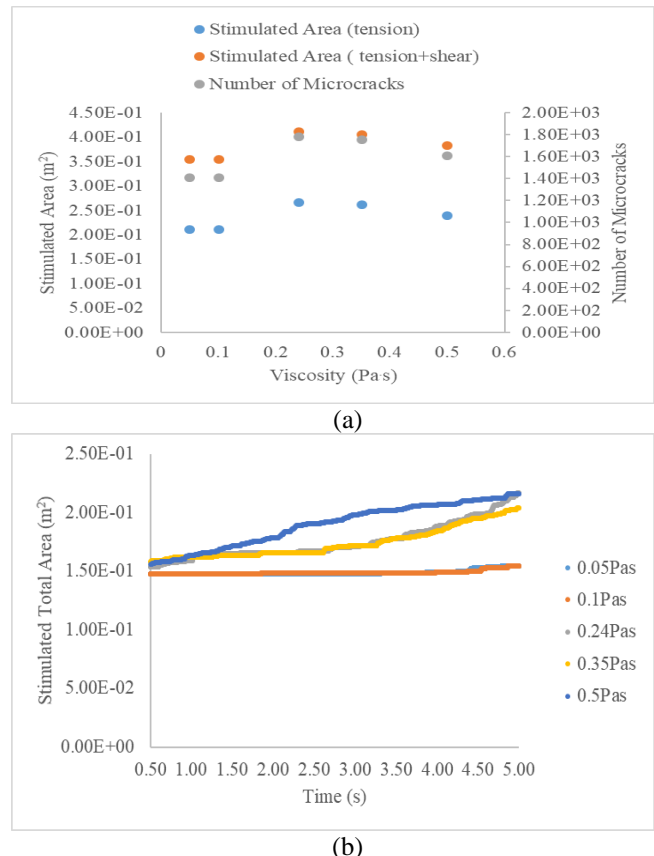 Stimulated Area (tension)
Stimulated Area ( tension+shear)
Number of Microcracks
4.50E-01
4.00E-01
3.50E-01
3.00E-01
2.50E-01
2.00E-01
1.50E-01
1.00E-01
5.00E-02
0.00E+00
Stimulated Area (m²)
2.00E+03
1.80E+03
1.60E+03
1.40E+03
1.20E+03
1.00E+03
8.00E+02
6.00E+02
4.00E+02
2.00E+02
0.00E+00
Number of Microcracks
0 0.1 0.2 0.3 0.4 0.5 0.6
Viscosity (Pa·s)
(a)
2.50E-01
2.00E-01
1.50E-01
1.00E-01
5.00E-02
0.00E+00
Stimulated Total Area (m²)
0.50 1.00 1.50 2.00 2.50 3.00 3.50 4.00 4.50 5.00
Time (s)
0.05Pas
0.1Pas
0.24Pas
0.35Pas
0.5Pas
(b)